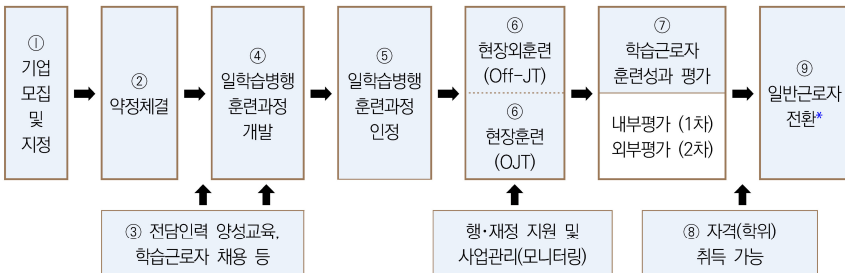 ①
기업
모집
및
지정
②
약정체결
④
일학습병행
훈련과정
개발
⑤
일학습병행
훈련과정
인정
⑥
현장외훈련
(Off-JT)
⑥
현장훈련
(OJT)
⑦
학습근로자
훈련성과 평가
내부평가 (1차)
외부평가 (2차)
⑨
일반근로자
전환*
③ 전담인력 양성교육,
학습근로자 채용 등
행·재정 지원 및
사업관리(모니터링)
⑧ 자격(학위)
취득 가능